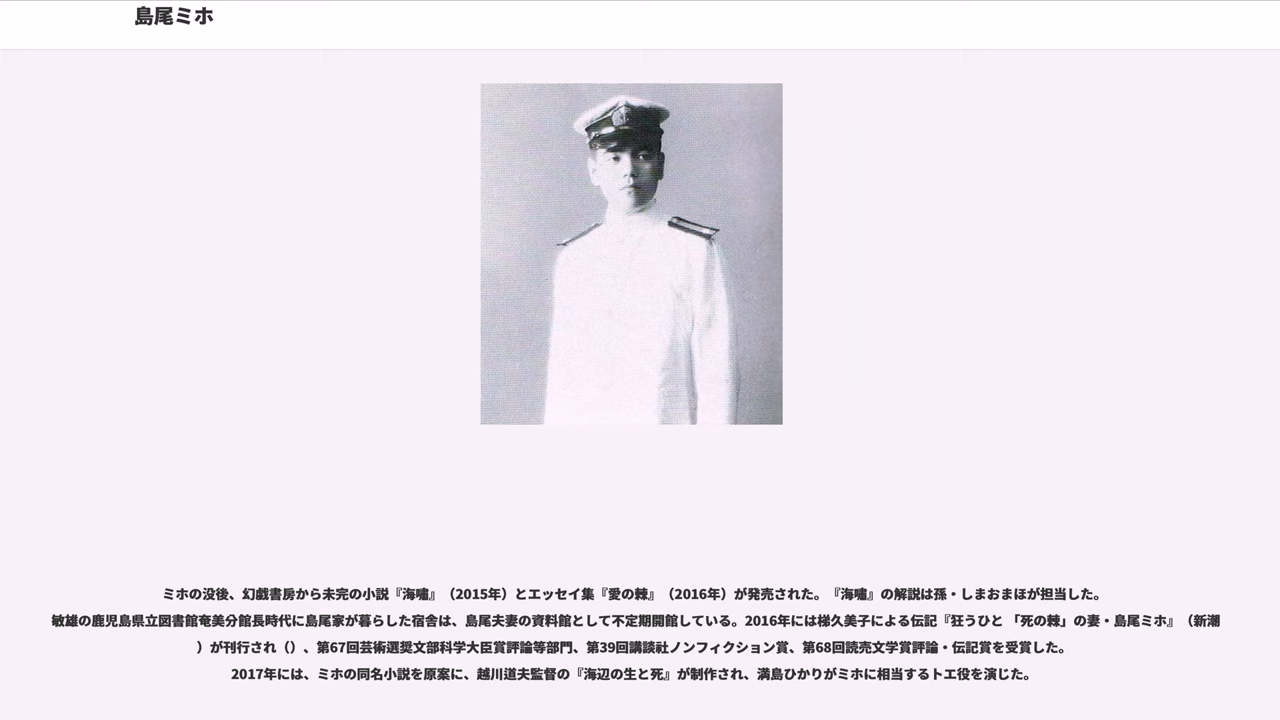 島尾ミホ
ミホの没後、幻戯書房から未完の小説『海嘯』（2015年）とエッセイ集『愛の棘』（2016年）が発売された。『海嘯』の解説は孫・しまおまほが担当した。
敏雄の鹿児島県立図書館奄美分館長時代に島尾家が暮らした宿舎は、島尾夫妻の資料館として不定期開館している。2016年には梯久美子による伝記『狂うひと 「死の棘」の妻・島尾ミホ』（新潮
）が刊行され（）、第67回芸術選奨文部科学大臣賞評論等部門、第39回講談社ノンフィクション賞、第68回読売文学賞評論・伝記賞を受賞した。
2017年には、ミホの同名小説を原案に、越川道夫監督の『海辺の生と死』が制作され、満島ひかりがミホに相当するトエ役を演じた。